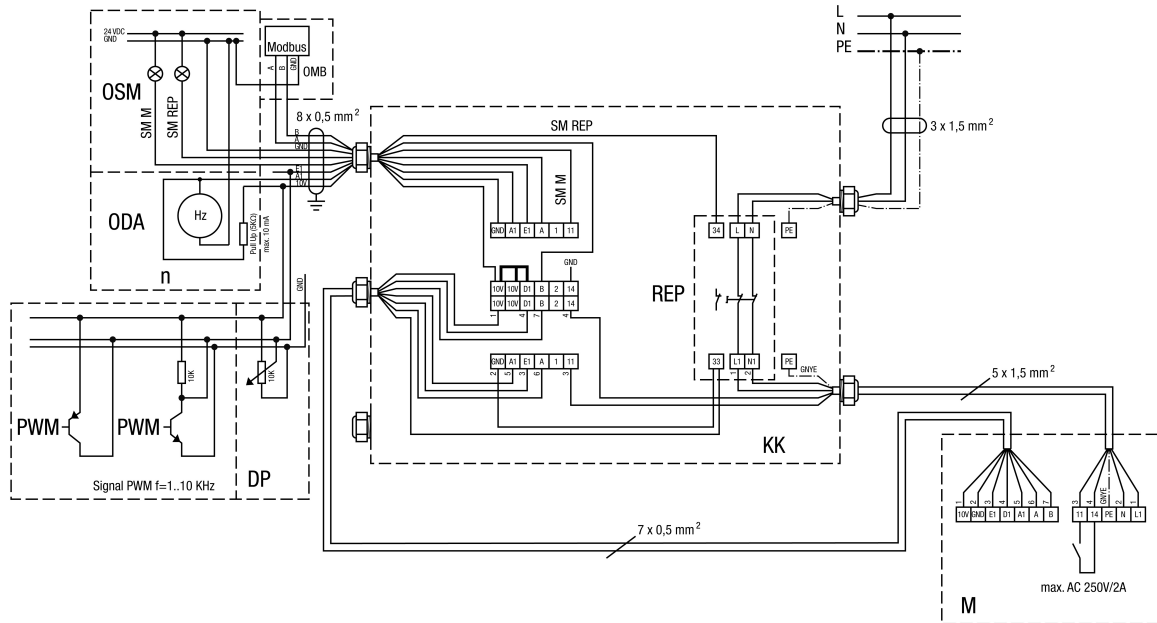 24 VDC
GND
OSM
SM M
SM REP
Modbus
A
B
GND
OMB
8 x 0,5 mm²
B
A
GND
E1
A1
10V
ODA
Hz
Pull Up (5KΩ)
max. 10 mA
n
GND
10K
10K
PWM
PWM
Signal PWM f=1..10 KHz
DP
SM REP
SM M
GND A1 E1 A 1 11
GND
10V 10V D1 B 2 14
10V 10V D1 B 2 14
1 4 7 4
GND A1 E1 A 1 11
2 5 3 6 3
34 L N PE
REP
33 L1 N1 PE
1 2
GNYE
KK
L
N
PE
3 x 1,5 mm²
5 x 1,5 mm²
7 x 0,5 mm²
1 2 3 4 5 6 7
10V GND E1 D1 A1 A B
3 4 GNYE 2 1
11 14 PE N L1
max. AC 250V/2A
M